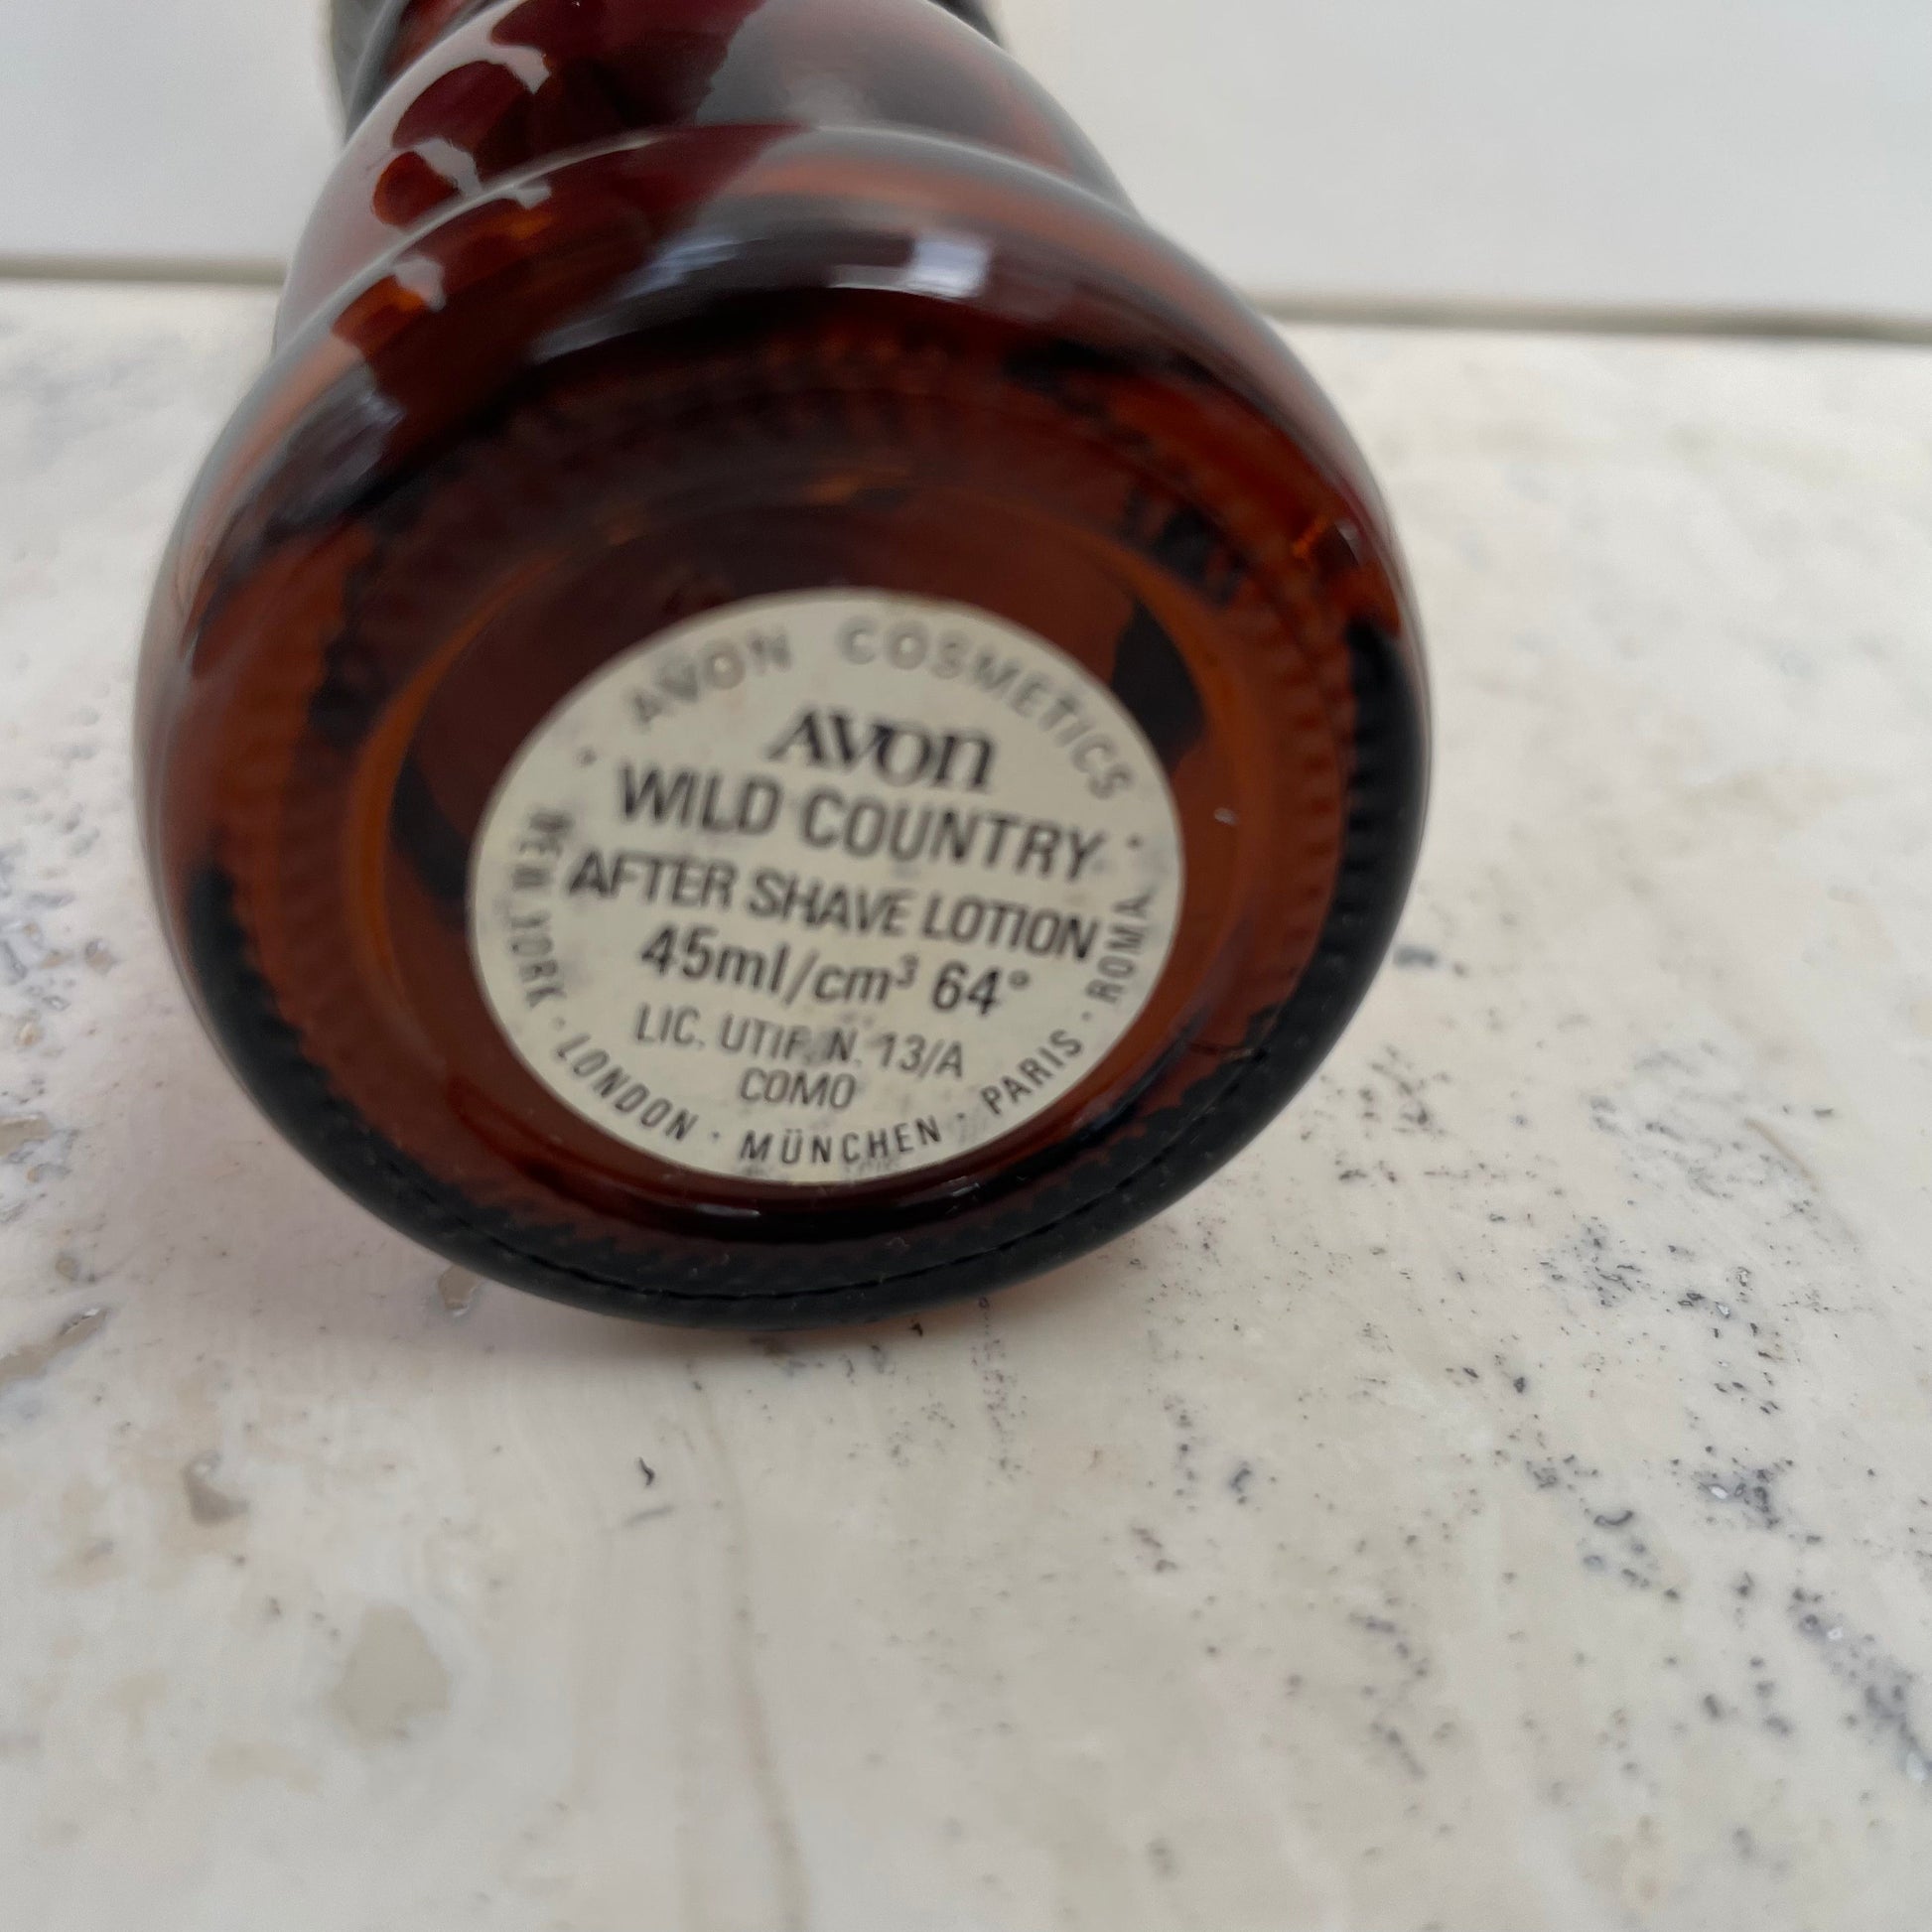 AVON COSMETICS
AVON
WILD COUNTRY
AFTER SHAVE LOTION
45ml/cm³ 64°
LIC. UTIF. N. 13/A
COMO
NEW YORK · LONDON · MÜNCHEN · PARIS · ROMA